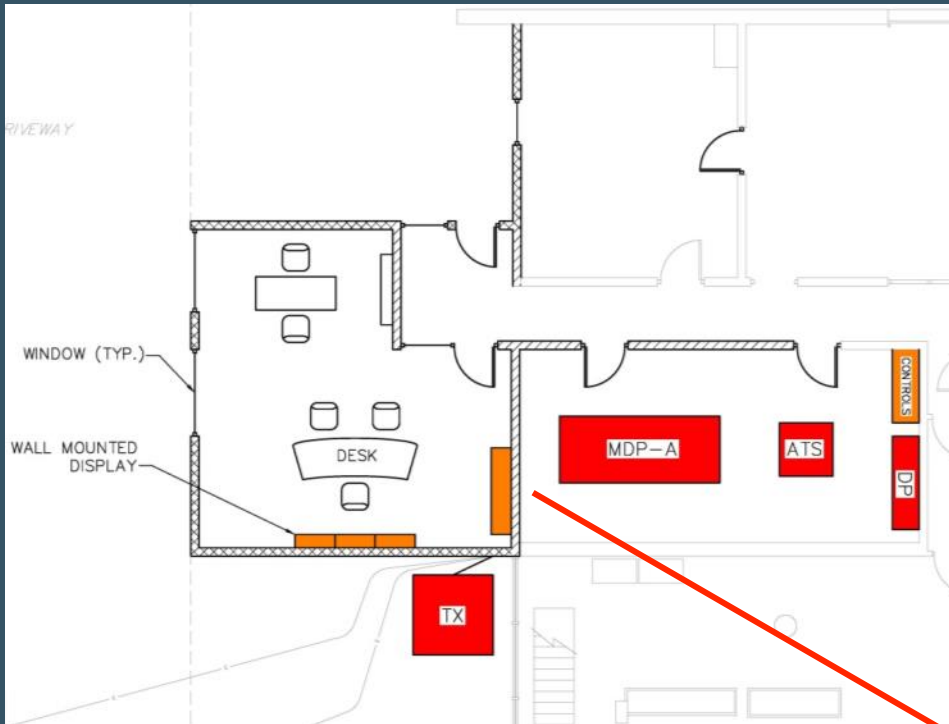 RIVEWAY
WINDOW (TYP.)
WALL MOUNTED
DISPLAY
DESK
MDP-A
ATS
CONTROLS
DP
TX